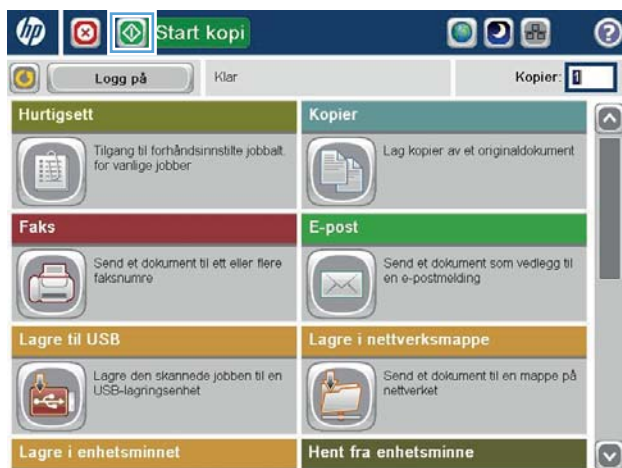 hp Start kopi ?
Logg på Klar Kopier: 1
Hurtigsett
Tilgang til forhåndsinnstilte jobbalt.
for vanlige jobber
Kopier
Lag kopier av et originaldokument
Faks
Send et dokument til ett eller flere
faksnumre
E-post
Send et dokument som vedlegg til
en e-postmelding
Lagre til USB
Lagre den skannede jobben til en
USB-lagringsenhet
Lagre i nettverksmappe
Send et dokument til en mappe på
nettverket
Lagre i enhetsminnet
Hent fra enhetsminne